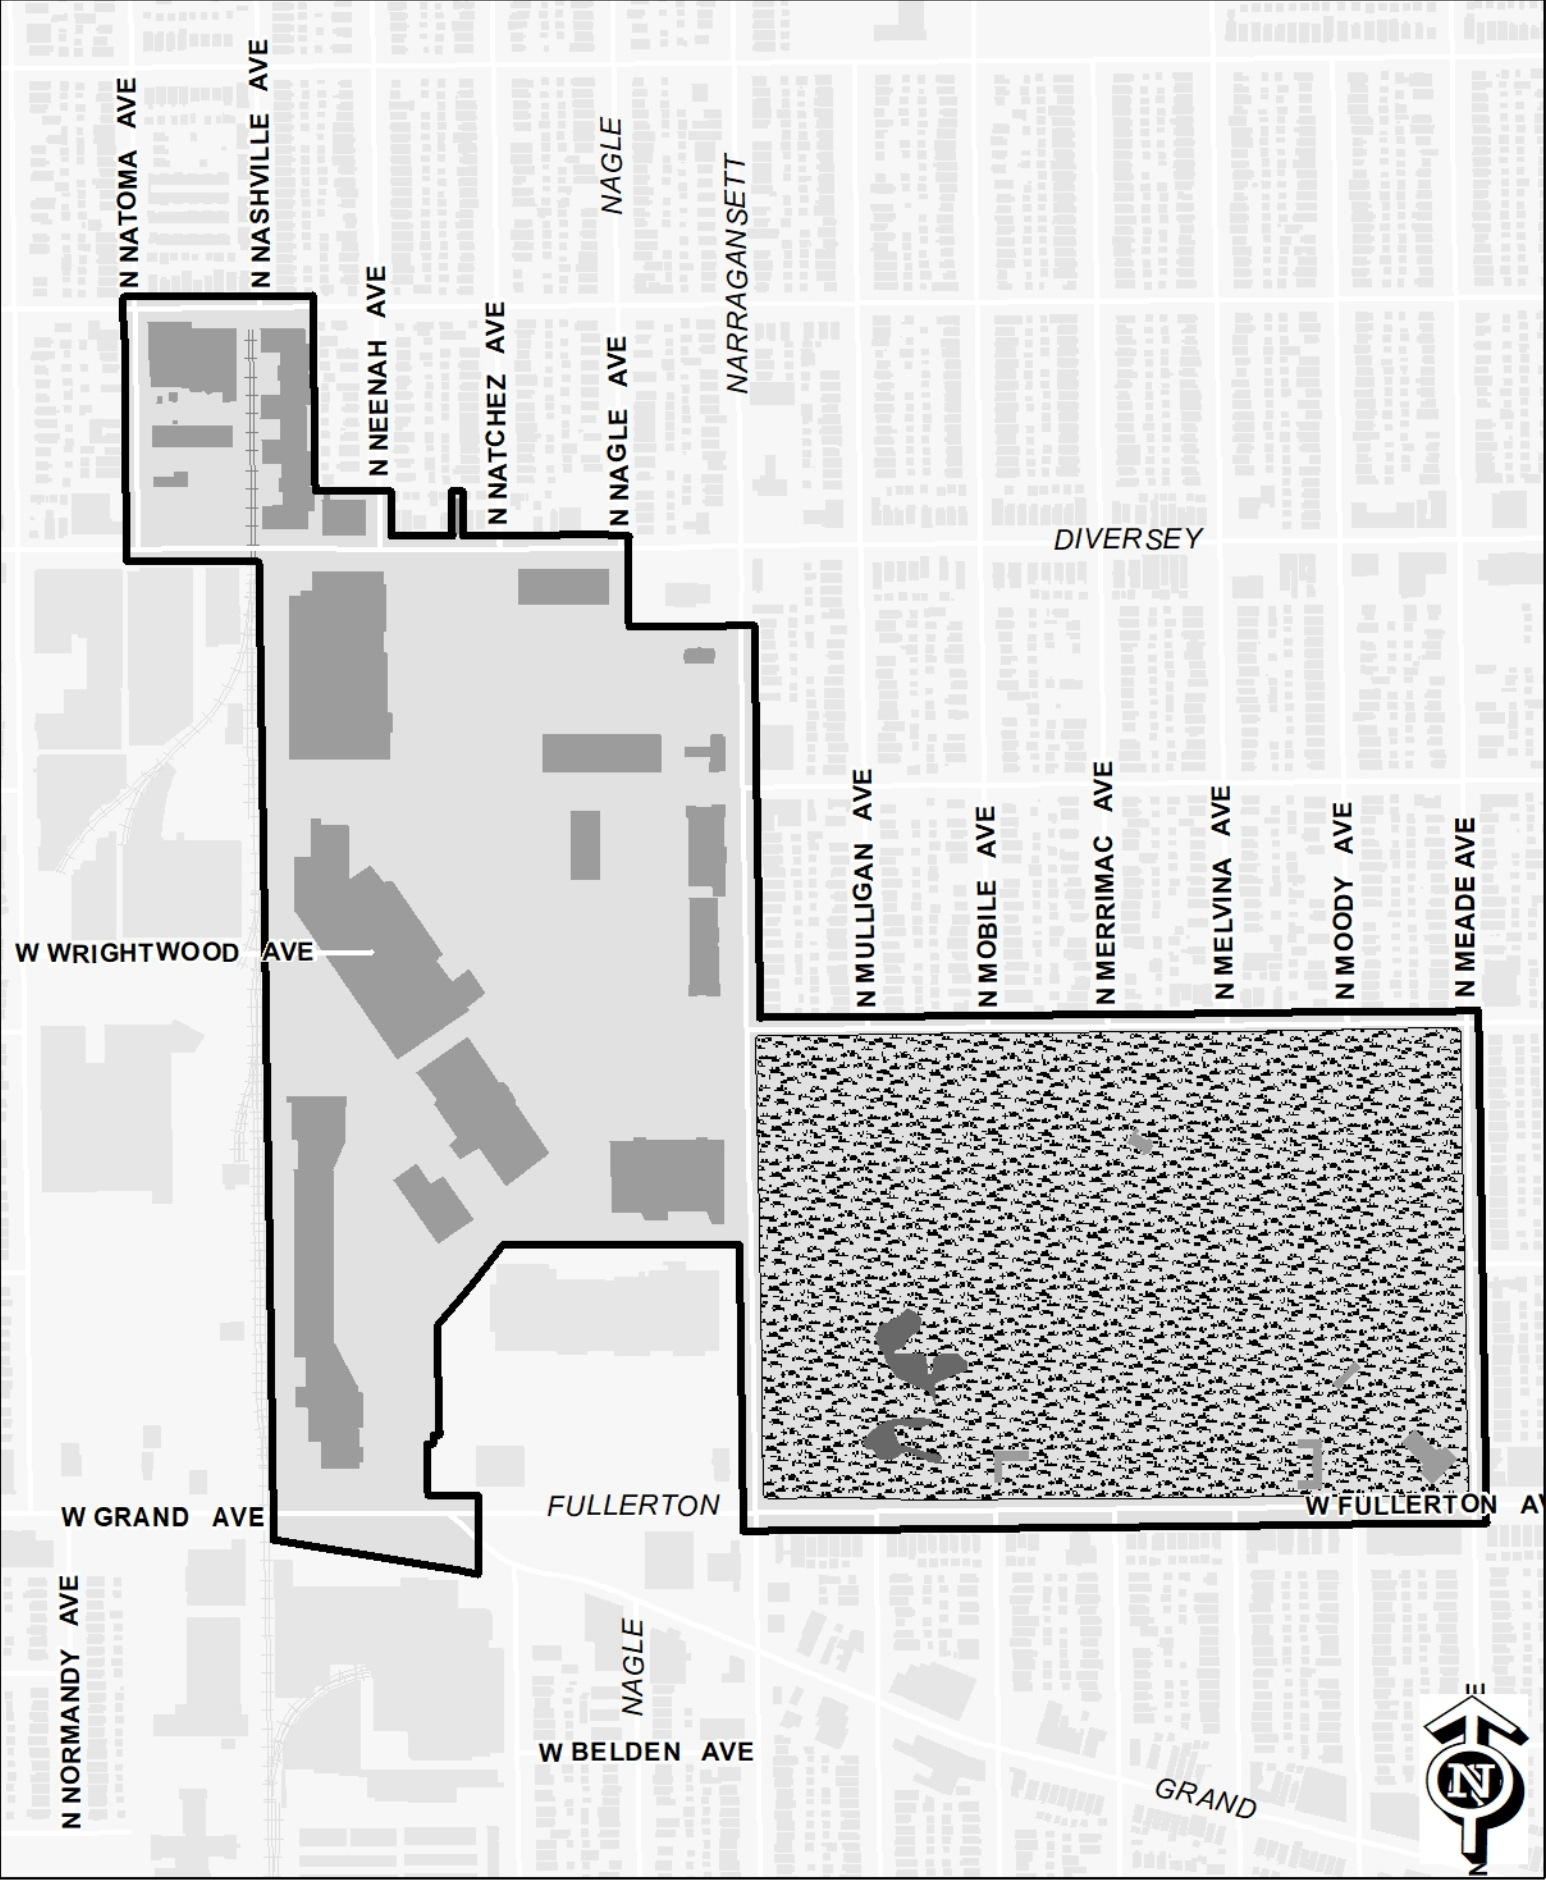 N NATOMA AVE
N NASHVILLE AVE
NAGLE
NARRAGANSETT
N NEENAH AVE
N NATCHEZ AVE
N NAGLE AVE
DIVERSEY
N MULLIGAN AVE
N MOBILE AVE
N MERRIMAC AVE
N MELVINA AVE
N MOODY AVE
N MEADE AVE
W WRIGHTWOOD AVE
W GRAND AVE
FULLERTON
W FULLERTON AV
N NORMANDY AVE
NAGLE
W BELDEN AVE
GRAND
N